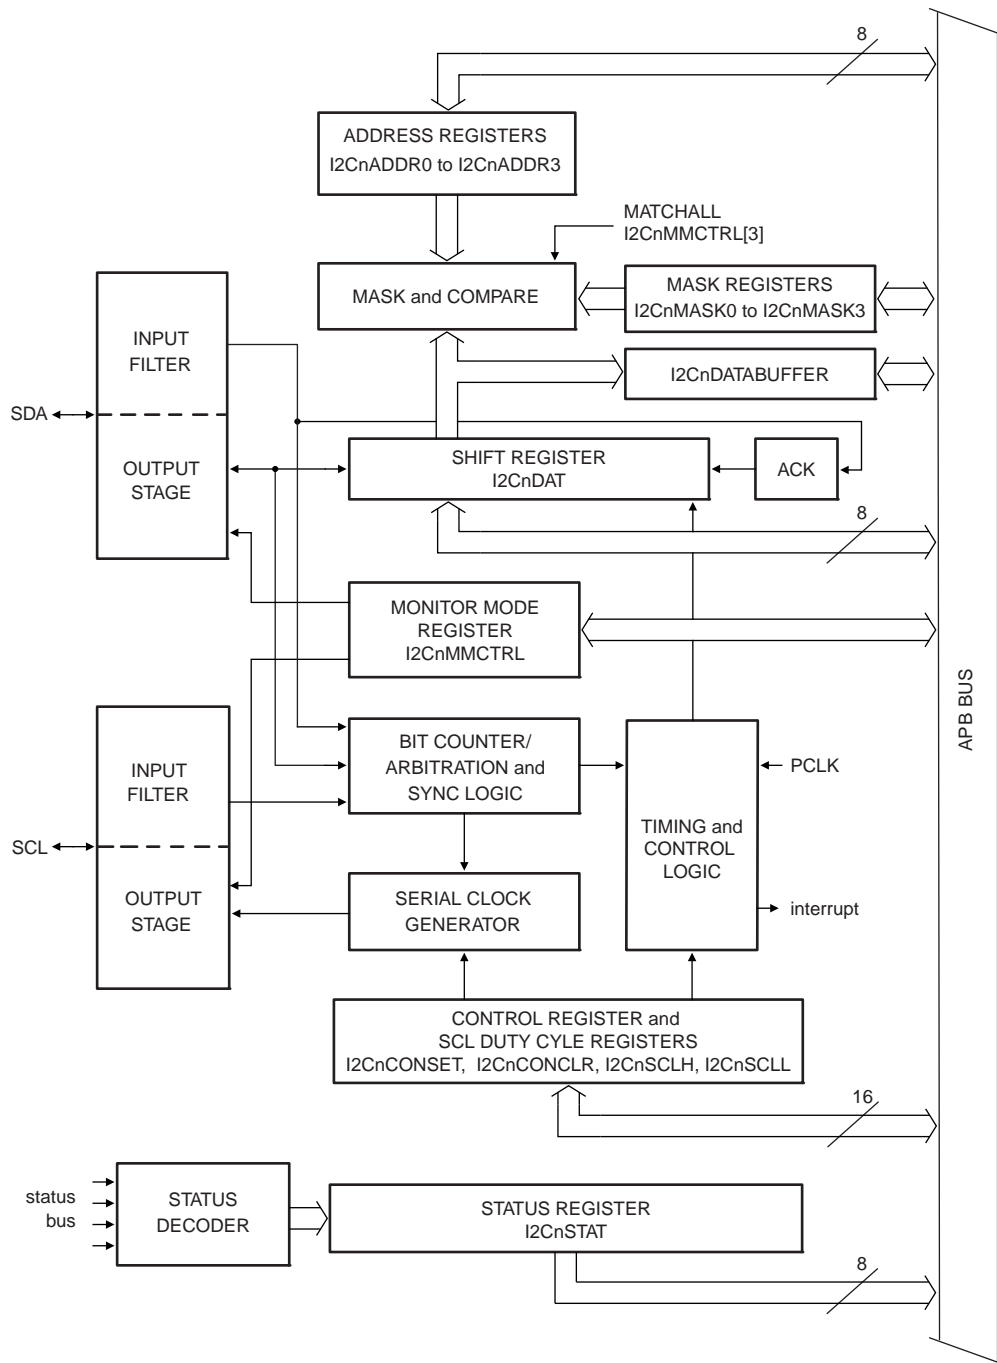 8
ADDRESS REGISTERS
I2CnADDR0 to I2CnADDR3
MATCHALL
I2CnMMCTRL[3]
MASK and COMPARE
MASK REGISTERS
I2CnMASK0 to I2CnMASK3
INPUT
FILTER
I2CnDATABUFFER
SDA
OUTPUT
STAGE
SHIFT REGISTER
I2CnDAT
ACK
8
MONITOR MODE
REGISTER
I2CnMMCTRL
APB BUS
INPUT
FILTER
BIT COUNTER/
ARBITRATION and
SYNC LOGIC
PCLK
SCL
TIMING and
CONTROL
LOGIC
OUTPUT
STAGE
SERIAL CLOCK
GENERATOR
interrupt
CONTROL REGISTER and
SCL DUTY CYLE REGISTERS
I2CnCONSET, I2CnCONCLR, I2CnSCLH, I2CnSCLL
16
status
bus
STATUS
DECODER
STATUS REGISTER
I2CnSTAT
8